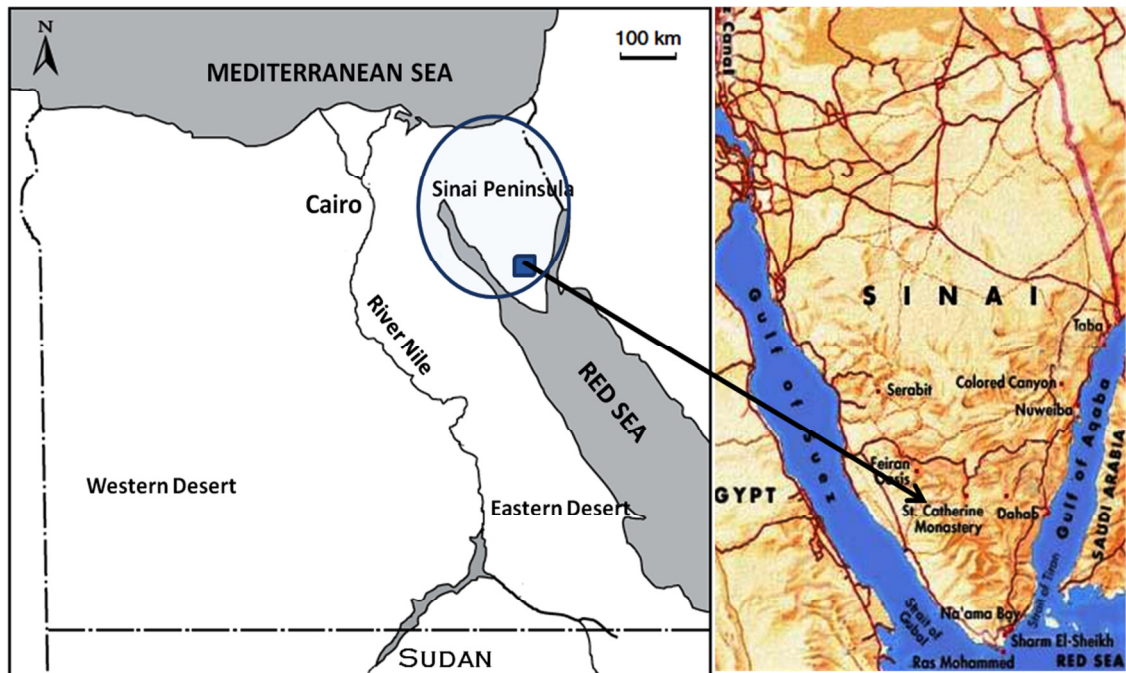 N
100 km
MEDITERRANEAN SEA
Sinai Peninsula
Cairo
River Nile
RED SEA
Western Desert
Eastern Desert
SUDAN
Canal
SINAI
Gulf of Suez
Taba
Serabit
Colored Canyon
Nuweiba
Gulf of Aqaba
Feiran
Oasis
GYPT
St. Catherine
Monastery
Dahab
SAUDI ARABIA
Strait of Tiran
Na'ama Bay
Strait of
Gubal
Sharm El-Sheikh
Ras Mohammed
RED SEA